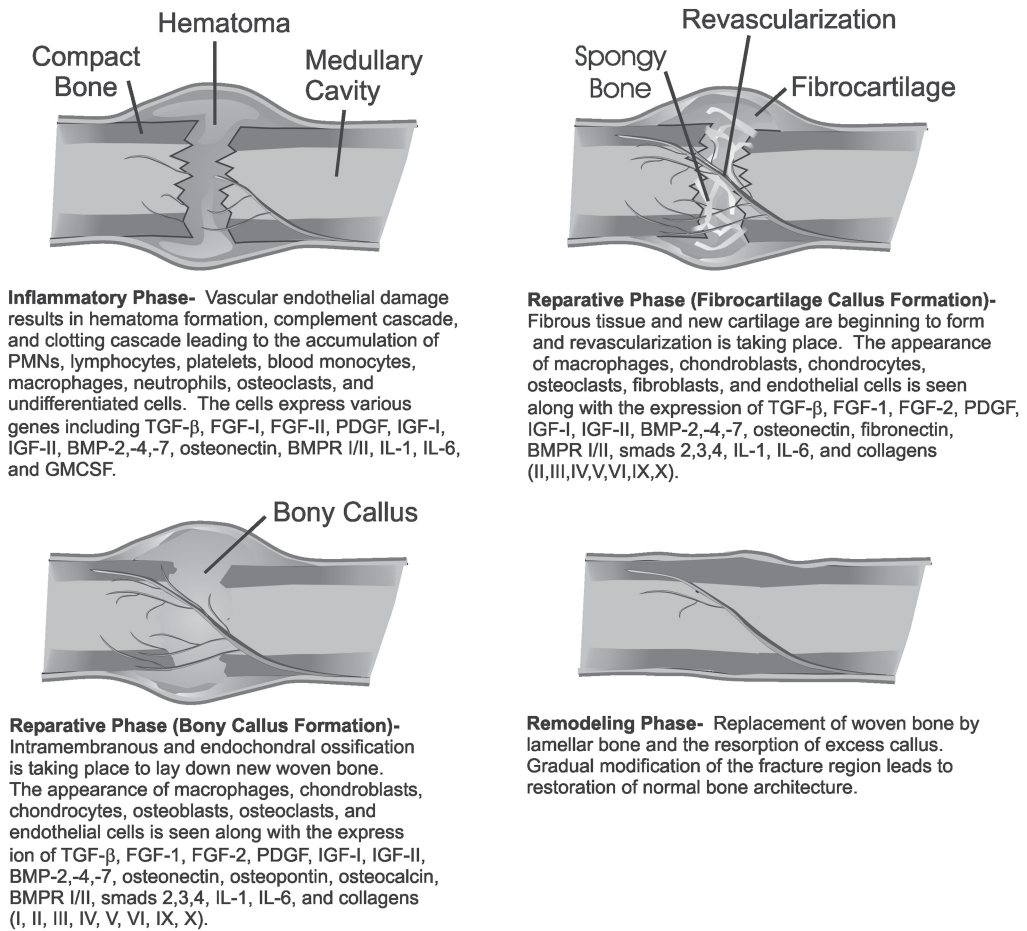 Hematoma
Compact
Bone
Medullary
Cavity
Inflammatory Phase- Vascular endothelial damage
results in hematoma formation, complement cascade,
and clotting cascade leading to the accumulation of
PMNs, lymphocytes, platelets, blood monocytes,
macrophages, neutrophils, osteoclasts, and
undifferentiated cells. The cells express various
genes including TGF-β, FGF-I, FGF-II, PDGF, IGF-I,
IGF-II, BMP-2,-4,-7, osteonectin, BMPR I/II, IL-1, IL-6,
and GMCSF.
Revascularization
Spongy
Bone
Fibrocartilage
Reparative Phase (Fibrocartilage Callus Formation)-
Fibrous tissue and new cartilage are beginning to form
and revascularization is taking place. The appearance
of macrophages, chondroblasts, chondrocytes,
osteoclasts, fibroblasts, and endothelial cells is seen
along with the expression of TGF-β, FGF-1, FGF-2, PDGF,
IGF-I, IGF-II, BMP-2,-4,-7, osteonectin, fibronectin,
BMPR I/II, smads 2,3,4, IL-1, IL-6, and collagens
(II,III,IV,V,VI,IX,X).
Bony Callus
Reparative Phase (Bony Callus Formation)-
Intramembranous and endochondral ossification
is taking place to lay down new woven bone.
The appearance of macrophages, chondroblasts,
chondrocytes, osteoblasts, osteoclasts, and
endothelial cells is seen along with the express
ion of TGF-β, FGF-1, FGF-2, PDGF, IGF-I, IGF-II,
BMP-2,-4,-7, osteonectin, osteopontin, osteocalcin,
BMPR I/II, smads 2,3,4, IL-1, IL-6, and collagens
(I, II, III, IV, V, VI, IX, X).
Remodeling Phase- Replacement of woven bone by
lamellar bone and the resorption of excess callus.
Gradual modification of the fracture region leads to
restoration of normal bone architecture.